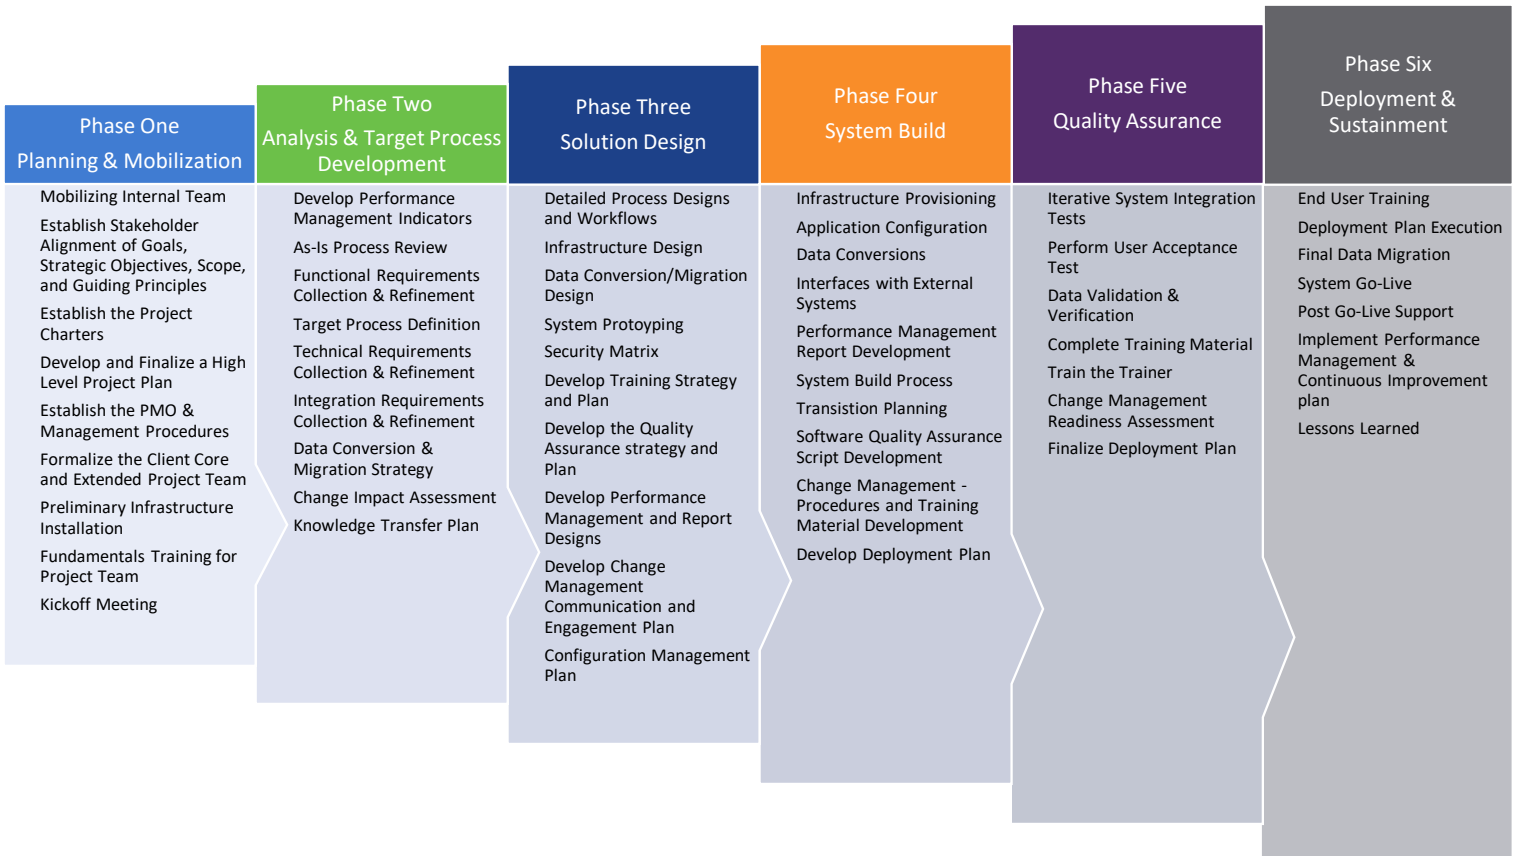 Phase One
Planning & Mobilization
Mobilizing Internal Team
Establish Stakeholder
Alignment of Goals,
Strategic Objectives, Scope,
and Guiding Principles
Establish the Project
Charters
Develop and Finalize a High
Level Project Plan
Establish the PMO &
Management Procedures
Formalize the Client Core
and Extended Project Team
Preliminary Infrastructure
Installation
Fundamentals Training for
Project Team
Kickoff Meeting
Phase Two
Analysis & Target Process
Development
Develop Performance
Management Indicators
As-Is Process Review
Functional Requirements
Collection & Refinement
Target Process Definition
Technical Requirements
Collection & Refinement
Integration Requirements
Collection & Refinement
Data Conversion &
Migration Strategy
Change Impact Assessment
Knowledge Transfer Plan
Phase Three
Solution Design
Detailed Process Designs
and Workflows
Infrastructure Design
Data Conversion/Migration
Design
System Protoyping
Security Matrix
Develop Training Strategy
and Plan
Develop the Quality
Assurance strategy and
Plan
Develop Performance
Management and Report
Designs
Develop Change
Management
Communication and
Engagement Plan
Configuration Management
Plan
Phase Four
System Build
Infrastructure Provisioning
Application Configuration
Data Conversions
Interfaces with External
Systems
Performance Management
Report Development
System Build Process
Transistion Planning
Software Quality Assurance
Script Development
Change Management -
Procedures and Training
Material Development
Develop Deployment Plan
Phase Five
Quality Assurance
Iterative System Integration
Tests
Perform User Acceptance
Test
Data Validation &
Verification
Complete Training Material
Train the Trainer
Change Management
Readiness Assessment
Finalize Deployment Plan
Phase Six
Deployment &
Sustainment
End User Training
Deployment Plan Execution
Final Data Migration
System Go-Live
Post Go-Live Support
Implement Performance
Management &
Continuous Improvement
plan
Lessons Learned